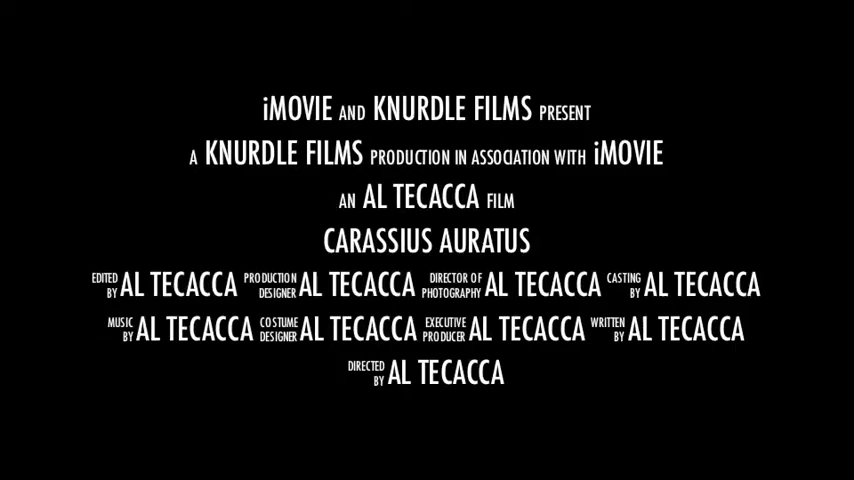 iMOVIE AND KNURDLE FILMS PRESENT
A KNURDLE FILMS PRODUCTION IN ASSOCIATION WITH iMOVIE
AN AL TECACCA FILM
CARASSIUS AURATUS
EDITED BY AL TECACCA PRODUCTION DESIGNER AL TECACCA DIRECTOR OF PHOTOGRAPHY AL TECACCA CASTING BY AL TECACCA
MUSIC BY AL TECACCA COSTUME DESIGNER AL TECACCA EXECUTIVE PRODUCER AL TECACCA WRITTEN BY AL TECACCA
DIRECTED BY AL TECACCA